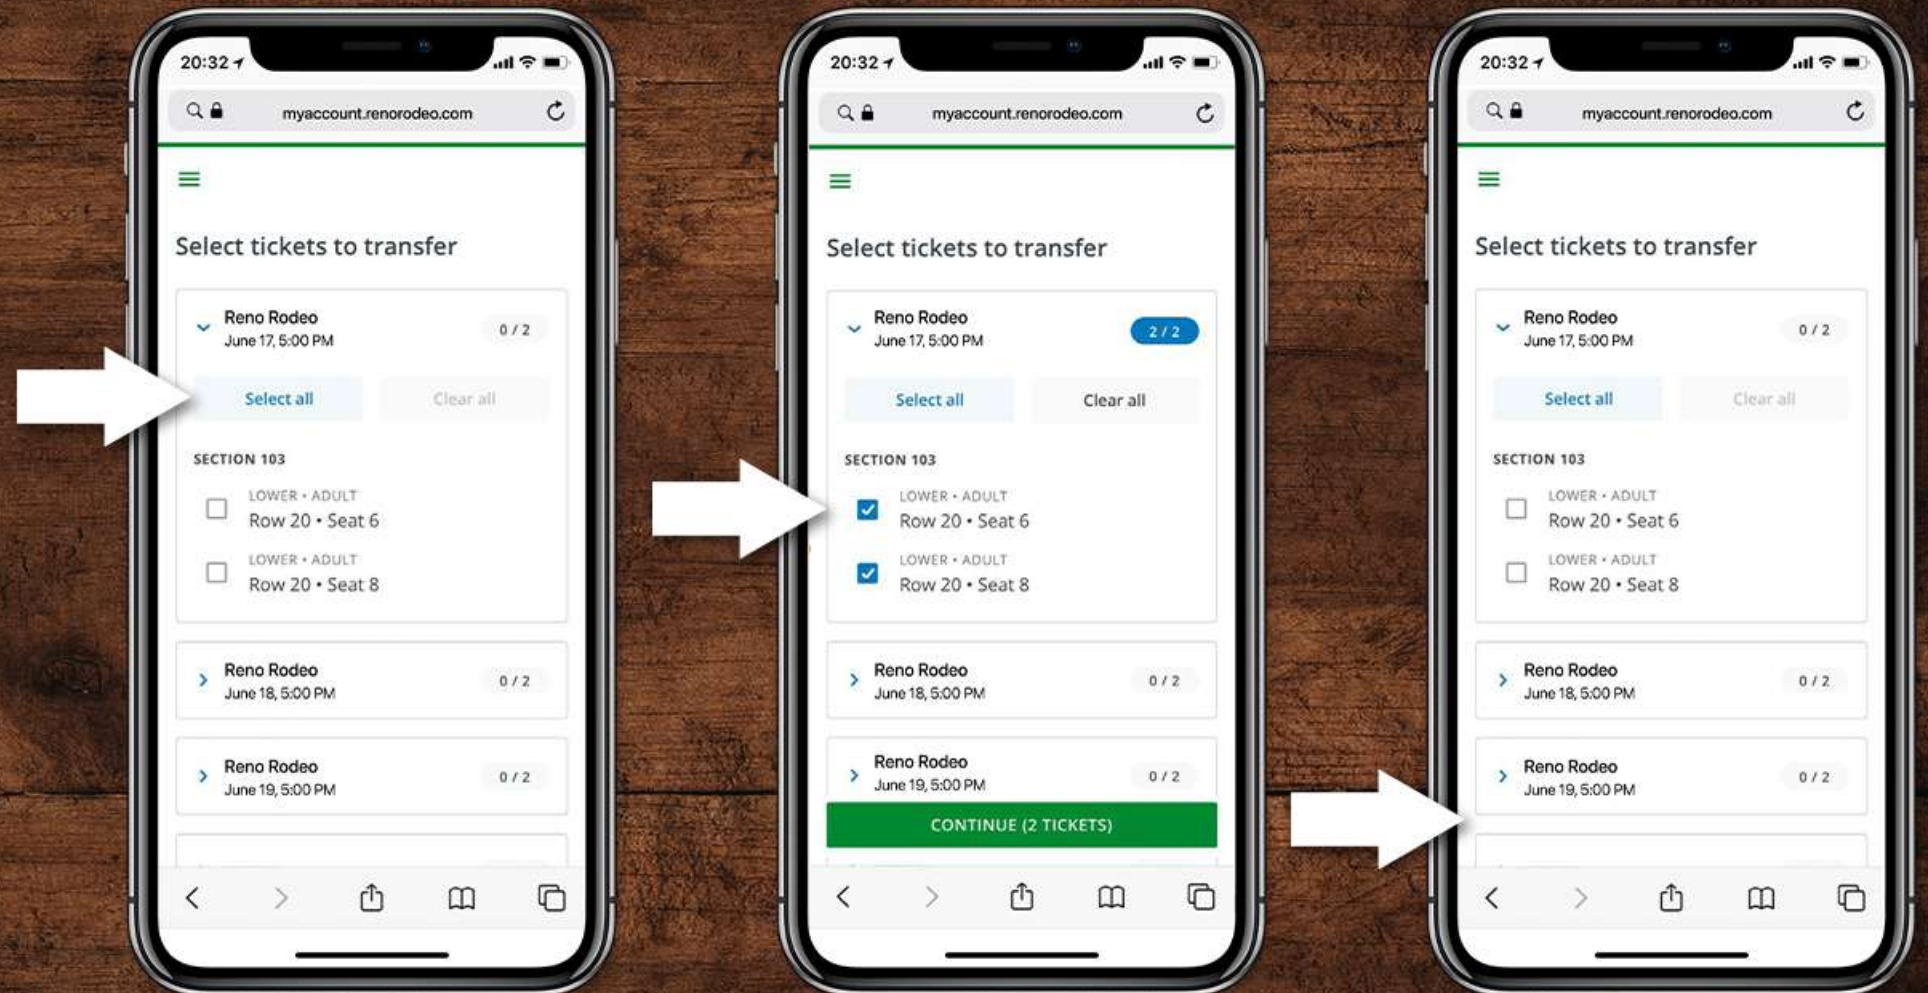 20:32
myaccount.renorodeo.com
Select tickets to transfer
Reno Rodeo
June 17, 5:00 PM
0 / 2
Select all
Clear all
SECTION 103
LOWER • ADULT
Row 20 • Seat 6
LOWER • ADULT
Row 20 • Seat 8
Reno Rodeo
June 18, 5:00 PM
0 / 2
Reno Rodeo
June 19, 5:00 PM
0 / 2
20:32
myaccount.renorodeo.com
Select tickets to transfer
Reno Rodeo
June 17, 5:00 PM
2 / 2
Select all
Clear all
SECTION 103
LOWER • ADULT
Row 20 • Seat 6
LOWER • ADULT
Row 20 • Seat 8
Reno Rodeo
June 18, 5:00 PM
0 / 2
Reno Rodeo
June 19, 5:00 PM
0 / 2
CONTINUE (2 TICKETS)
20:32
myaccount.renorodeo.com
Select tickets to transfer
Reno Rodeo
June 17, 5:00 PM
0 / 2
Select all
Clear all
SECTION 103
LOWER • ADULT
Row 20 • Seat 6
LOWER • ADULT
Row 20 • Seat 8
Reno Rodeo
June 18, 5:00 PM
0 / 2
Reno Rodeo
June 19, 5:00 PM
0 / 2